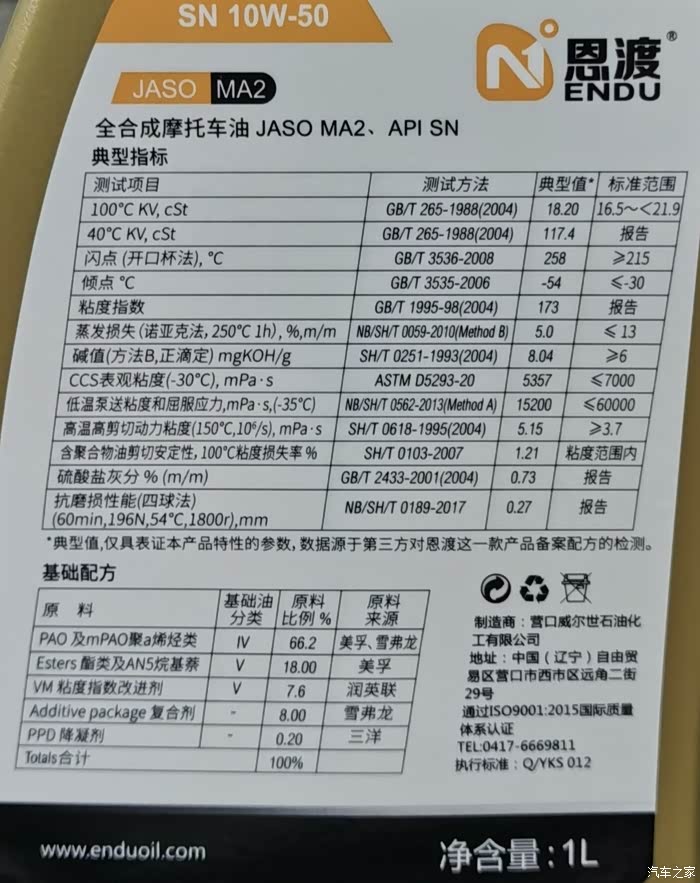 SN 10W-50
恩渡®
ENDU
JASO MA2
全合成摩托车油 JASO MA2、API SN
典型指标
测试项目 测试方法 典型值* 标准范围
100°C KV, cSt GB/T 265-1988(2004) 18.20 16.5~<21.9
40°C KV, cSt GB/T 265-1988(2004) 117.4 报告
闪点 (开口杯法), °C GB/T 3536-2008 258 ≥215
倾点 °C GB/T 3535-2006 -54 ≤-30
粘度指数 GB/T 1995-98(2004) 173 报告
蒸发损失 (诺亚克法, 250°C 1h) , %,m/m NB/SH/T 0059-2010(Method B) 5.0 ≤ 13
碱值(方法B,正滴定) mgKOH/g SH/T 0251-1993(2004) 8.04 ≥6
CCS表观粘度(-30°C), mPa·s ASTM D5293-20 5357 ≤7000
低温泵送粘度和屈服应力,mPa·s,(-35°C) NB/SH/T 0562-2013(Method A) 15200 ≤60000
高温高剪切动力粘度(150°C,10⁶/s), mPa·s SH/T 0618-1995(2004) 5.15 ≥3.7
含聚合物油剪切安定性, 100°C粘度损失率 % SH/T 0103-2007 1.21 粘度范围内
硫酸盐灰分 % (m/m) GB/T 2433-2001(2004) 0.73 报告
抗磨损性能(四球法)
(60min,196N,54°C,1800r),mm NB/SH/T 0189-2017 0.27 报告
*典型值,仅具表征本产品特性的参数, 数据源于第三方对恩渡这一款产品备案配方的检测。
基础配方
原 料 基础油分类 原料比例 % 原料来源
PAO 及mPAO聚a烯烃类 IV 66.2 美孚、雪弗龙
Esters 酯类及AN5烷基萘 V 18.00 美孚
VM 粘度指数改进剂 V 7.6 润英联
Additive package 复合剂 - 8.00 雪弗龙
PPD 降凝剂 - 0.20 三洋
Totals合计 100%
制造商：营口威尔世石油化
工有限公司
地址：中国（辽宁）自由贸
易区营口市西市区远角二街
29号
通过ISO9001:2015国际质量
体系认证
TEL:0417-6669811
执行标准：Q/YKS 012
www.enduoil.com
净含量：1L
汽车之家